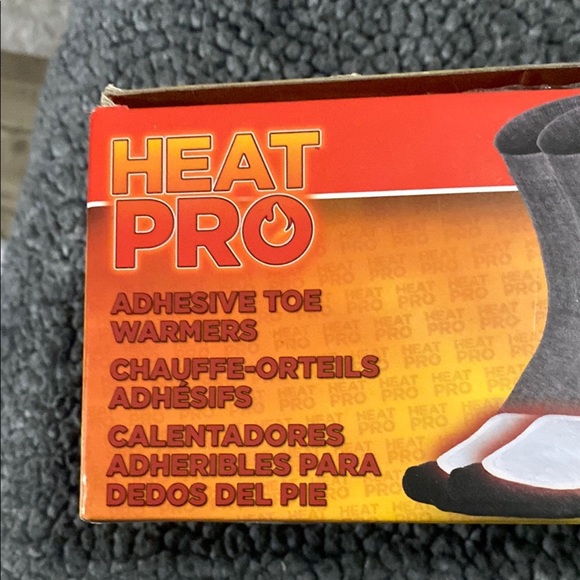 HEAT
PRO
ADHESIVE TOE
WARMERS
CHAUFFE-ORTEILS
ADHÉSIFS
CALENTADORES
ADHERIBLES PARA
DEDOS DEL PIE